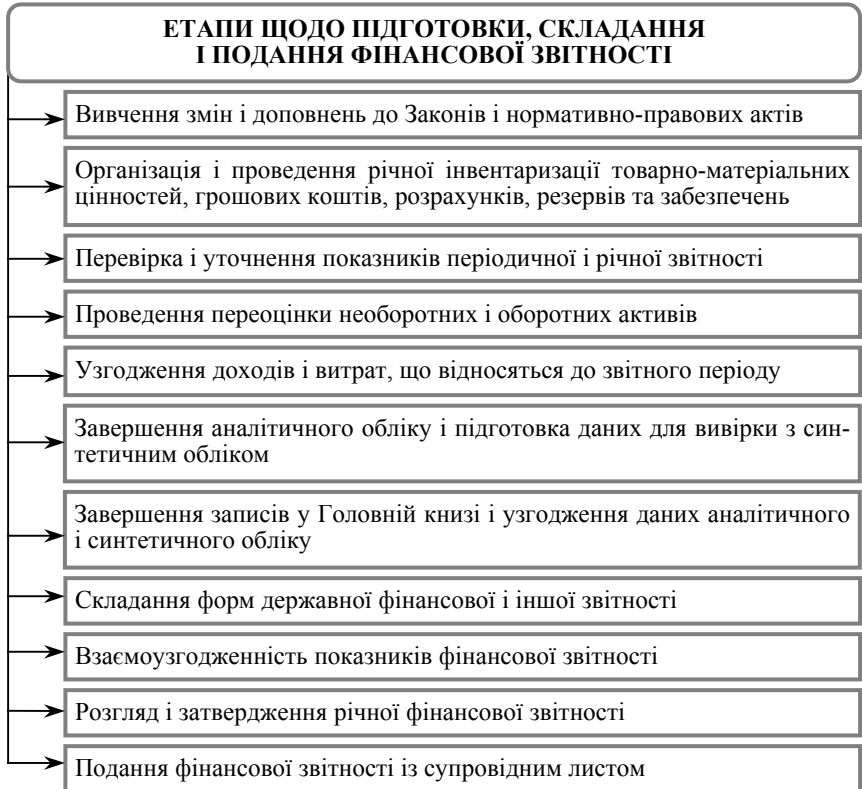 ЕТАПИ ЩОДО ПІДГОТОВКИ, СКЛАДАННЯ
І ПОДАННЯ ФІНАНСОВОЇ ЗВІТНОСТІ
Вивчення змін і доповнень до Законів і нормативно-правових актів
Організація і проведення річної інвентаризації товарно-матеріальних
цінностей, грошових коштів, розрахунків, резервів та забезпечень
Перевірка і уточнення показників періодичної і річної звітності
Проведення переоцінки необоротних і оборотних активів
Узгодження доходів і витрат, що відносяться до звітного періоду
Завершення аналітичного обліку і підготовка даних для вивірки з син-
тетичним обліком
Завершення записів у Головній книзі і узгодження даних аналітичного
і синтетичного обліку
Складання форм державної фінансової і іншої звітності
Взаємоузгодженність показників фінансової звітності
Розгляд і затвердження річної фінансової звітності
Подання фінансової звітності із супровідним листом